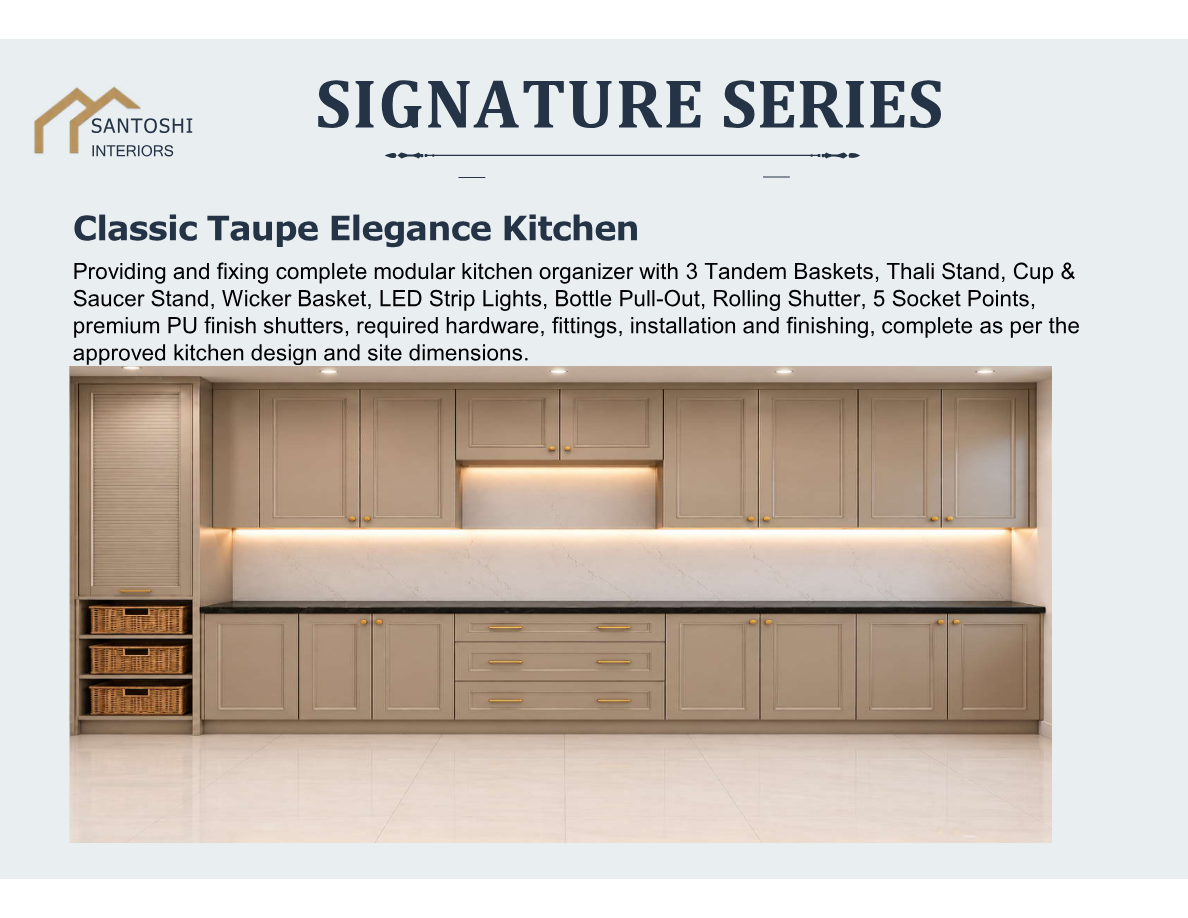 SIGNATURE SERIES
SANTOSHI
INTERIORS
Classic Taupe Elegance Kitchen
Providing and fixing complete modular kitchen organizer with 3 Tandem Baskets, Thali Stand, Cup &
Saucer Stand, Wicker Basket, LED Strip Lights, Bottle Pull-Out, Rolling Shutter, 5 Socket Points,
premium PU finish shutters, required hardware, fittings, installation and finishing, complete as per the
approved kitchen design and site dimensions.